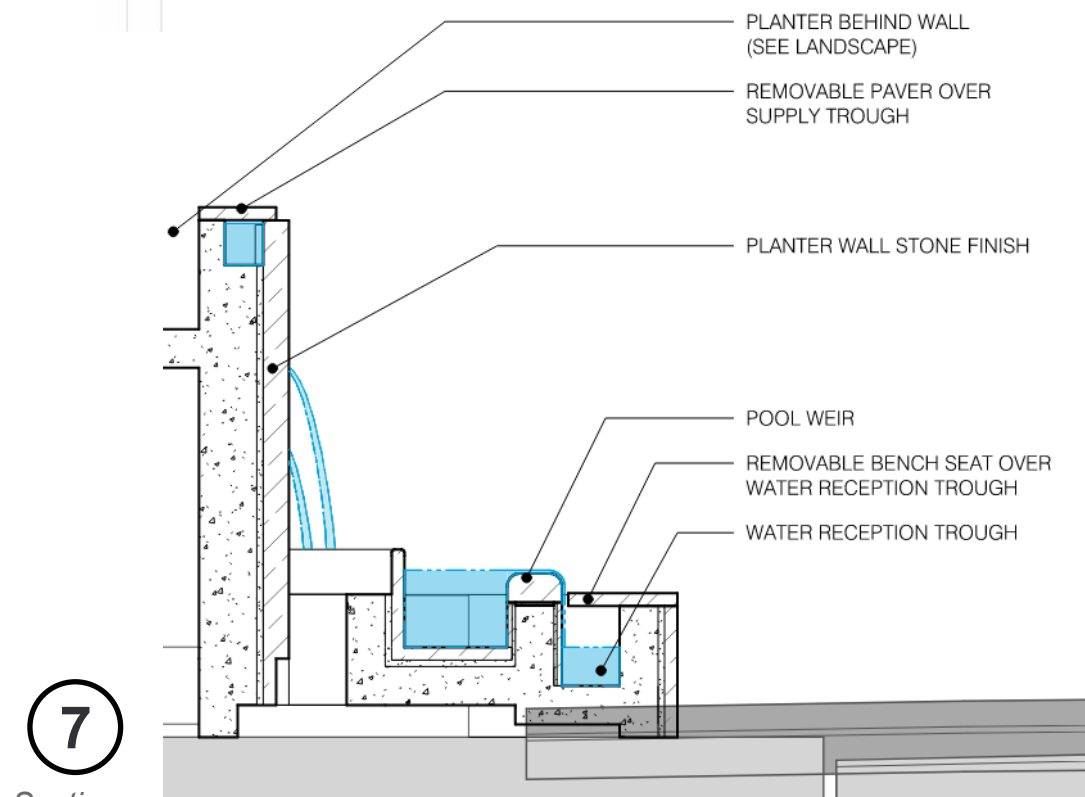 PLANTER BEHIND WALL
(SEE LANDSCAPE)
REMOVABLE PAVER OVER
SUPPLY TROUGH
PLANTER WALL STONE FINISH
POOL WEIR
REMOVABLE BENCH SEAT OVER
WATER RECEPTION TROUGH
WATER RECEPTION TROUGH
7